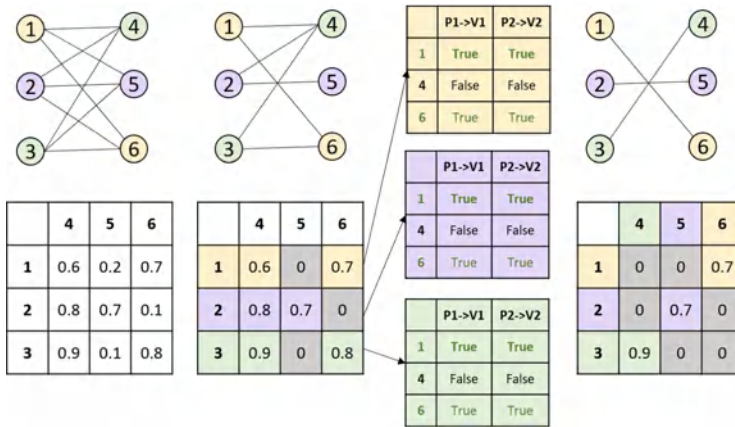 1 4
2 5
3 6
1 4
2 5
3 6
P1->V1 P2->V2
1 True True
4 False False
6 True True
P1->V1 P2->V2
1 True True
4 False False
6 True True
P1->V1 P2->V2
1 True True
4 False False
6 True True
1 4
2 5
3 6
4 5 6
1 0.6 0.2 0.7
2 0.8 0.7 0.1
3 0.9 0.1 0.8
4 5 6
1 0.6 0 0.7
2 0.8 0.7 0
3 0.9 0 0.8
4 5 6
1 0 0 0.7
2 0 0.7 0
3 0.9 0 0